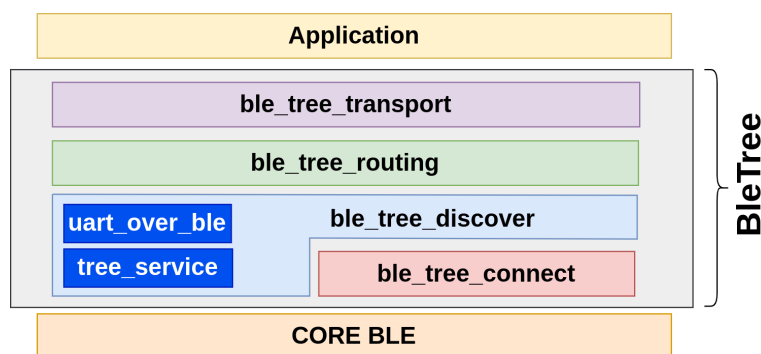 Application
ble_tree_transport
ble_tree_routing
uart_over_ble
ble_tree_discover
tree_service
ble_tree_connect
CORE BLE
BleTree